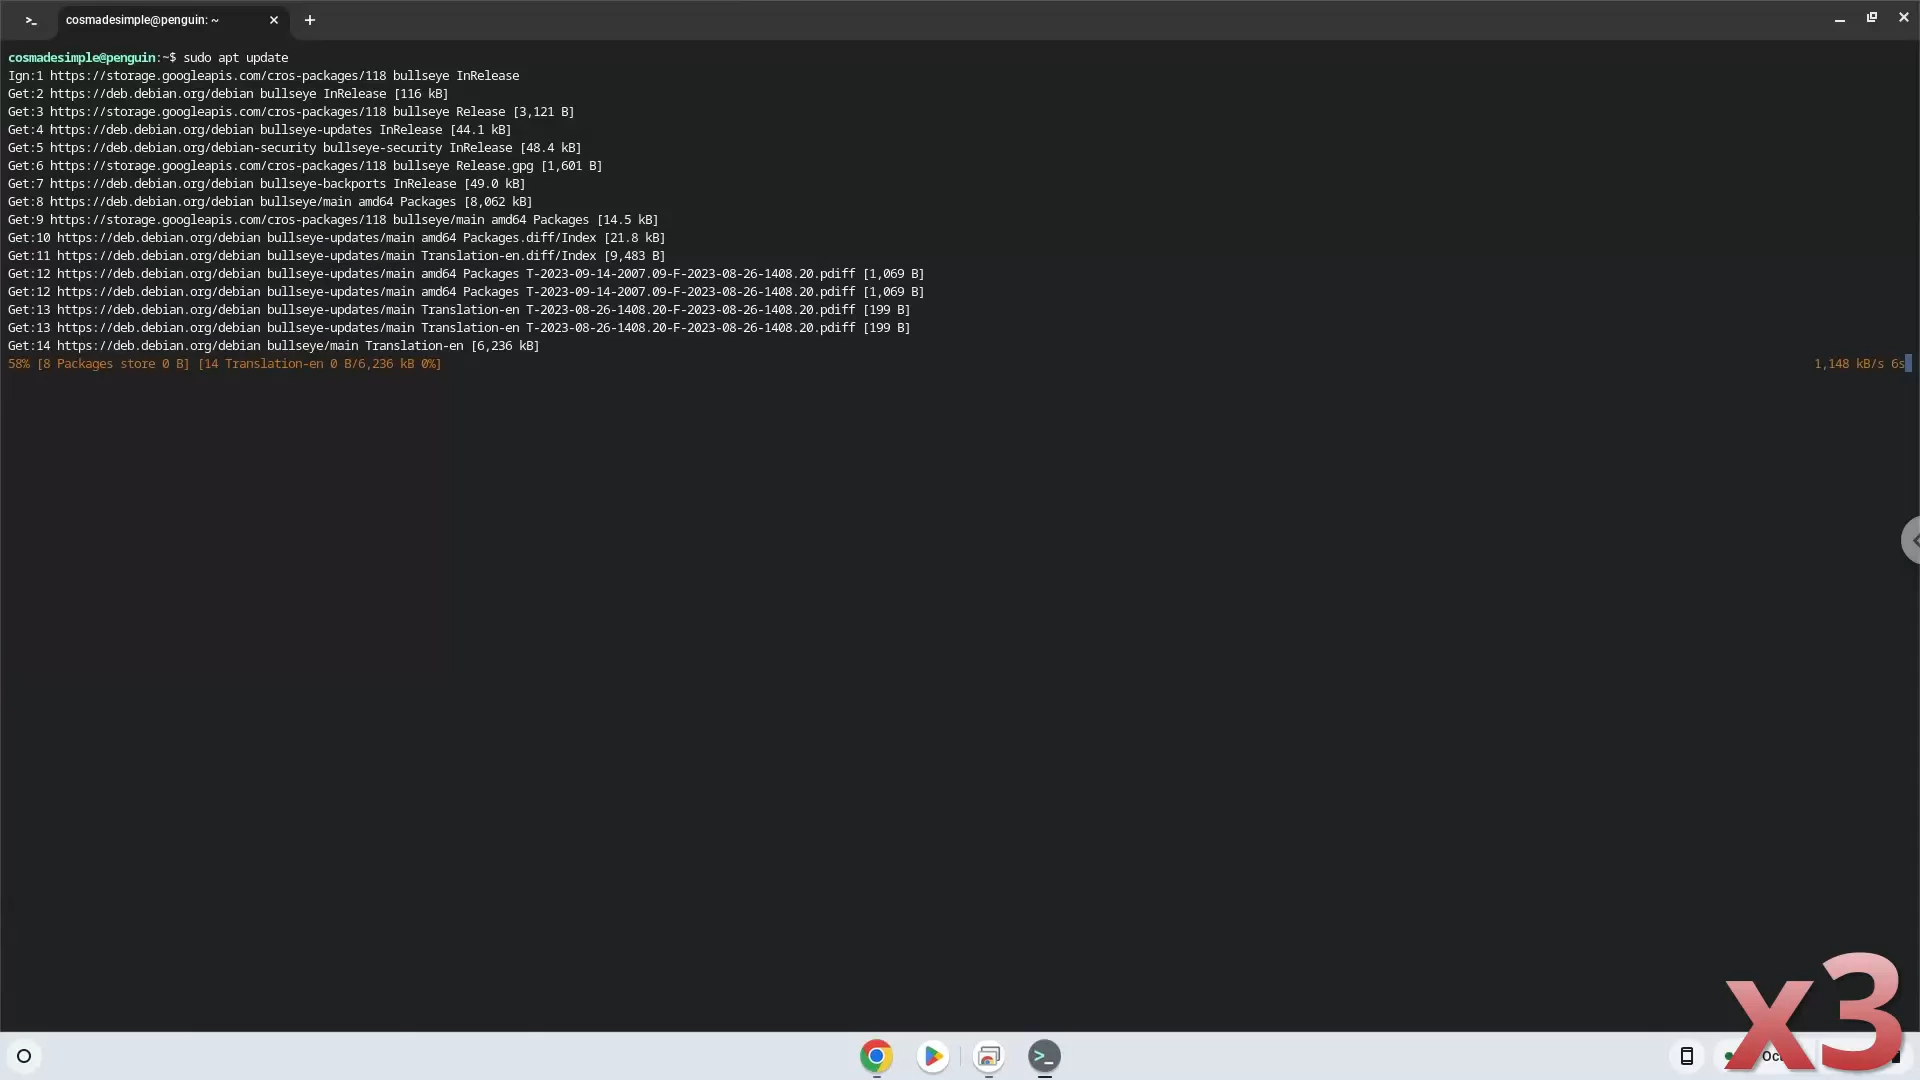 cosmadesimple@penguin: ~
cosmadesimple@penguin:~$ sudo apt update
Ign:1 https://storage.googleapis.com/cros-packages/118 bullseye InRelease
Get:2 https://deb.debian.org/debian bullseye InRelease [116 kB]
Get:3 https://storage.googleapis.com/cros-packages/118 bullseye Release [3,121 B]
Get:4 https://deb.debian.org/debian bullseye-updates InRelease [44.1 kB]
Get:5 https://deb.debian.org/debian-security bullseye-security InRelease [48.4 kB]
Get:6 https://storage.googleapis.com/cros-packages/118 bullseye Release.gpg [1,601 B]
Get:7 https://deb.debian.org/debian bullseye-backports InRelease [49.0 kB]
Get:8 https://deb.debian.org/debian bullseye/main amd64 Packages [8,062 kB]
Get:9 https://storage.googleapis.com/cros-packages/118 bullseye/main amd64 Packages [14.5 kB]
Get:10 https://deb.debian.org/debian bullseye-updates/main amd64 Packages.diff/Index [21.8 kB]
Get:11 https://deb.debian.org/debian bullseye-updates/main Translation-en.diff/Index [9,483 B]
Get:12 https://deb.debian.org/debian bullseye-updates/main amd64 Packages T-2023-09-14-2007.09-F-2023-08-26-1408.20.pdiff [1,069 B]
Get:12 https://deb.debian.org/debian bullseye-updates/main amd64 Packages T-2023-09-14-2007.09-F-2023-08-26-1408.20.pdiff [1,069 B]
Get:13 https://deb.debian.org/debian bullseye-updates/main Translation-en T-2023-08-26-1408.20-F-2023-08-26-1408.20.pdiff [199 B]
Get:13 https://deb.debian.org/debian bullseye-updates/main Translation-en T-2023-08-26-1408.20-F-2023-08-26-1408.20.pdiff [199 B]
Get:14 https://deb.debian.org/debian bullseye/main Translation-en [6,236 kB]
58% [8 Packages store 0 B] [14 Translation-en 0 B/6,236 kB 0%] 1,148 kB/s 6s
x3